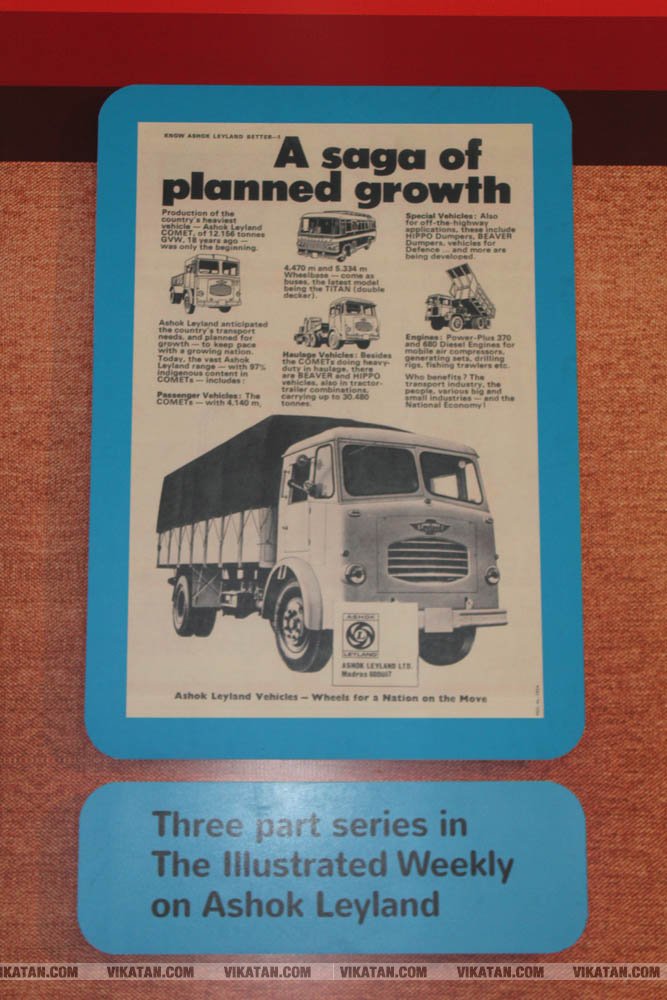 KNOW ASHOK LEYLAND BETTER—1
A saga of
planned growth
Production of the
country's heaviest
vehicle — Ashok Leyland
COMET, of 12.156 tonnes
GVW, 18 years ago —
was only the beginning.
Ashok Leyland anticipated
the country's transport
needs, and planned for
growth — to keep pace
with a growing nation.
Today, the vast Ashok
Leyland range — with 97%
indigenous content in
COMETs — includes:
Passenger Vehicles: The
COMETs — with 4.140 m,
4.470 m and 5.334 m
Wheelbase — come as
buses, the latest model
being the TITAN (double
decker).
Haulage Vehicles: Besides
the COMETs doing heavy-
duty in haulage, there
are BEAVER and HIPPO
vehicles, also in tractor-
trailer combinations,
carrying up to 30.480
tonnes.
Special Vehicles: Also
for off-the-highway
applications, these include
HIPPO Dumpers, BEAVER
Dumpers, vehicles for
Defence ... and more are
being developed.
Engines: Power-Plus 370
and 680 Diesel Engines for
mobile air compressors,
generating sets, drilling
rigs, fishing trawlers etc.
Who benefits? The
transport industry, the
people, various big and
small industries — and the
National Economy!
Leyland
ASHOK
LEYLAND
ASHOK LEYLAND LTD.
Madras
Ashok Leyland Vehicles — Wheels for a Nation on the Move
Three part series in
The Illustrated Weekly
on Ashok Leyland
VIKATAN.COM VIKATAN.COM VIKATAN.COM VIKATAN.COM VIKATAN.COM VIKATAN.COM